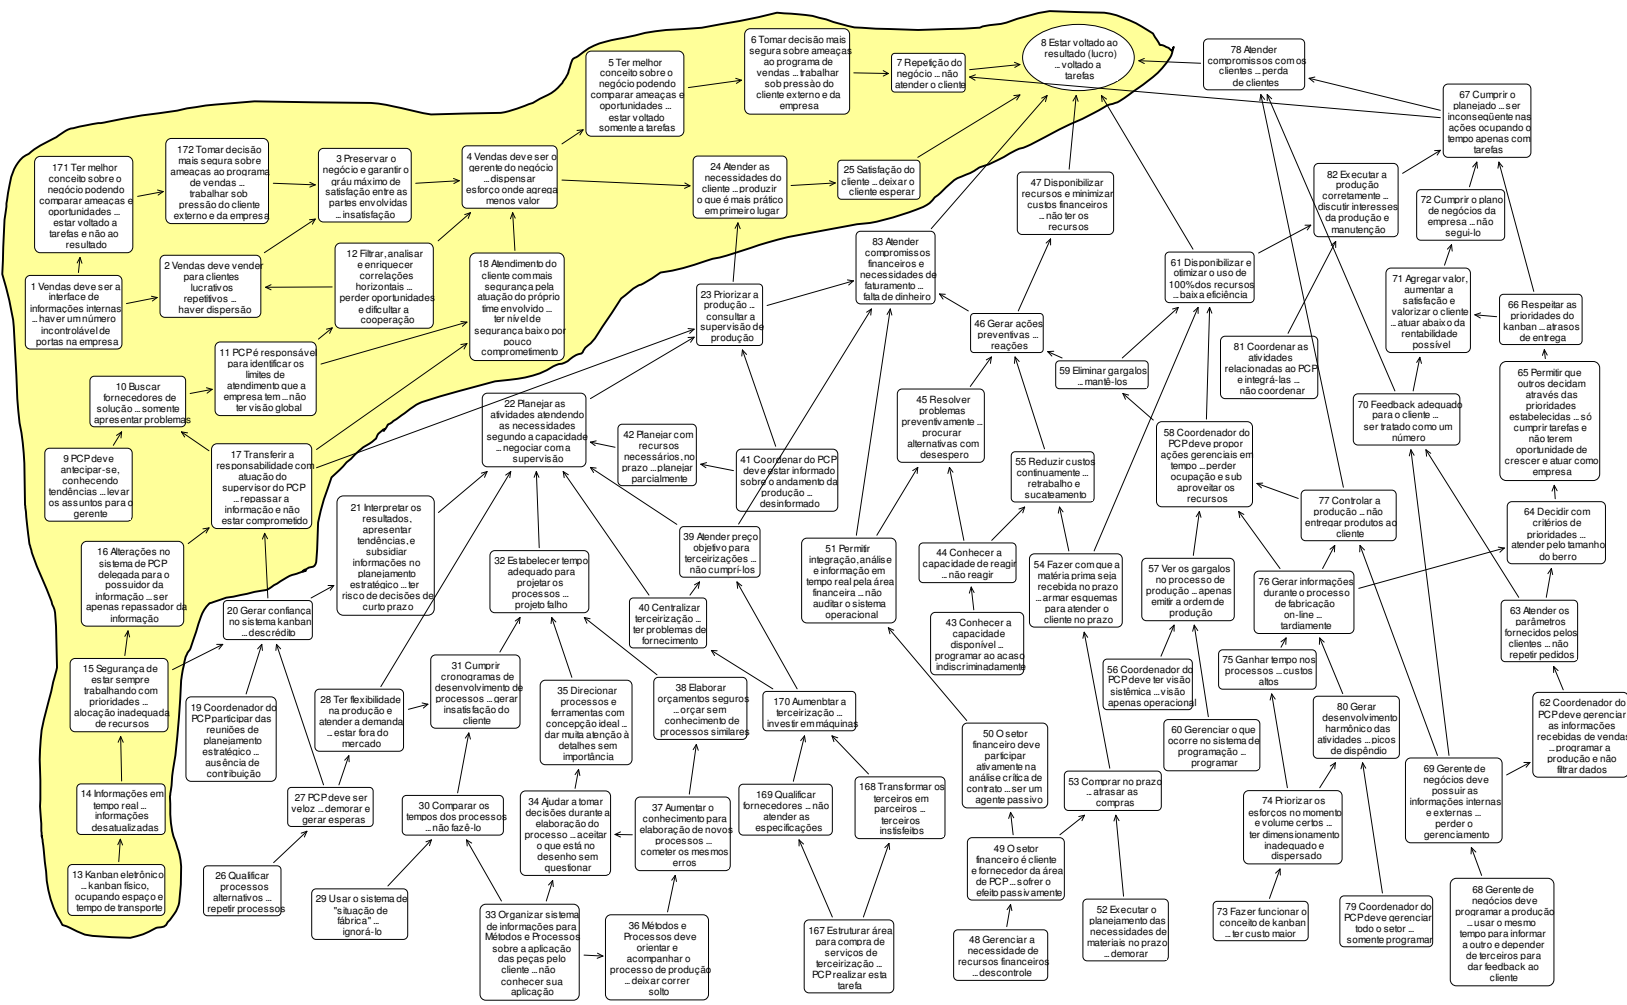 6 Tomar decisão mais
segura sobre ameaças
ao programa de
vendas ... trabalhar
sob pressào do
cliente externo e da
empresa
8 Estar voltado ao
resultado (lucro)
... voltado a
tarefas
78 Atender
compromissos com os
clientes ... perda
de clientes
5 Ter melhor
conceito sobre o
negócio podendo
comparar ameaças e
oportunidades ...
estar voltado
somente a tarefas
7 Repetição do
negócio ... não
atender o cliente
67 Cumprir o
planejado ... ser
inconseqüente nas
ações ocupando o
tempo apenas com
tarefas
171 Ter melhor
conceito sobre o
negócio podendo
comparar ameaças e
oportunidades ...
estar voltado a
tarefas e não ao
resultado
172 Tomar decisão
mais segura sobre
ameaças ao programa
de vendas ...
trabalhar sob
pressão do cliente
externo e da empresa
3 Preservar o
negócio e garantir o
gráu máximo de
satisfação entre as
partes envolvidas
... insatisfação
4 Vendas deve ser o
gerente do negócio
... dispensar
esforço onde agrega
menos valor
24 Atender as
necessidades do
cliente ... produzir
o que é mais prático
em primeiro lugar
25 Satisfação do
cliente ... deixar o
cliente esperar
47 Disponibilizar
recursos e minimizar
custos financeiros
... não ter os
recursos
82 Executar a
produção
corretamente ...
discutir interesses
da produção e
manutenção
72 Cumprir o plano
de negócios da
empresa ... não
segui-lo
1 Vendas deve ser a
interface de
informações internas
... haver um número
incontrolável de
portas na empresa
2 Vendas deve vender
para clientes
lucrativos
repetitivos ...
haver dispersão
12 Filtrar, analisar
e enriquecer
correlações
horizontais ...
perder oportunidades
e dificultar a
cooperação
18 Atendimento do
cliente com mais
segurança pela
atuação do próprio
time envolvido ...
ter nível de
segurança baixo por
pouco
comprometimento
23 Priorizar a
produção ...
consultar a
supervisão de
produção
83 Atender
compromissos
financeiros e
necessidades de
faturamento ...
falta de dinheiro
61 Disponibilizar e
otimizar o uso de
100% dos recursos
... baixa eficiência
71 Agregar valor,
aumentar a
satisfação e
valorizar o cliente
... atuar abaixo da
rentabilidade
possível
66 Respeitar as
prioridades do
kanban ... atrasos
de entrega
46 Gerar ações
preventivas ...
reações
11 PCP é responsável
para identificar os
limites de
atendimento que a
empresa tem ... não
ter visão global
81 Coordenar as
atividades
relacionadas ao PCP
e integrá-las ...
não coordenar
59 Eliminar gargalos
... mantê-los
65 Permitir que
outros decidam
através das
prioridades
estabelecidas ... só
cumprir tarefas e
não terem
oportunidade de
crescer e atuar como
empresa
10 Buscar
fornecedores de
solução ... somente
apresentar problemas
22 Planejar as
atividades atendendo
as necessidades
segundo a capacidade
... negociar com a
supervisão
45 Resolver
problemas
preventivamente ...
procurar
alternativas com
desespero
70 Feedback adequado
para o cliente ...
ser tratado como um
número
42 Planejar com
recursos
necessários, no
prazo ... planejar
parcialmente
58 Coordenador do
PCP deve propor
ações gerenciais em
tempo ... perder
ocupação e sub
aproveitar os
recursos
9 PCP deve
antecipar-se,
conhecendo
tendências ... levar
os assuntos para o
gerente
17 Transferir a
responsabilidade com
atuação do
supervisor do PCP
... repassar a
informação e não
estar comprometido
41 Coordenar do PCP
deve estar informado
sobre o andamento da
produção ...
desinformado
55 Reduzir custos
continuamente ...
retrabalho e
sucateamento
77 Controlar a
produção ... não
entregar produtos ao
cliente
21 Interpretar os
resultados,
apresentar
tendências, e
subsidiar
informações no
planejamento
estratégico ... ter
risco de decisões de
curto prazo
64 Decidir com
critérios de
prioridades ...
atender pelo tamanho
do berro
39 Atender preço
objetivo para
terceirizações ...
não cumprí-los
16 Alterações no
sistema de PCP
delegada para o
possuidor da
informação ... ser
apenas repassador da
informação
32 Estabelecer tempo
adequado para
projetar os
processos ...
projeto falho
51 Permitir
integração, análise
e informação em
tempo real pela área
financeira ... não
auditar o sistema
operacional
44 Conhecer a
capacidade de reagir
... não reagir
54 Fazer com que a
matéria prima seja
recebida no prazo
... armar esquemas
para atender o
cliente no prazo
57 Ver os gargalos
no processo de
produção ... apenas
emitir a ordem de
produção
76 Gerar informações
durante o processo
de fabricação
on-line ...
tardiamente
20 Gerar confiança
no sistema kanban
... descrédito
40 Centralizar
terceirização ...
ter problemas de
fornecimento
43 Conhecer a
capacidade
disponível ...
programar ao acaso
indiscriminadamente
63 Atender os
parâmetros
fornecidos pelos
clientes ... não
repetir pedidos
15 Segurança de
estar sempre
trabalhando com
prioridades ...
alocação inadequada
de recursos
31 Cumprir
cronogramas de
desenvolvimento de
processos ... gerar
insatisfação do
cliente
56 Coordenador do
PCP deve ter visão
sistêmica ... visão
apenas operacional
75 Ganhar tempo nos
processos ... custos
altos
19 Coordenador do
PCP participar das
reuniões de
planejamento
estratégico ...
ausência de
contribuição
28 Ter flexibilidade
na produção e
atender a demanda
... estar fora do
mercado
35 Direcionar
processos e
ferramentas com
concepção ideal ...
dar muita atenção à
detalhes sem
importância
38 Elaborar
orçamentos seguros
... orçar sem
conhecimento de
processos similares
170 Aumenbtar a
terceirização ...
investir em máquinas
80 Gerar
desenvolvimento
harmônico das
atividades ... picos
de dispêndio
62 Coordenador do
PCP deve gerenciar
as informações
recebidas de vendas
... programar a
produção e não
filtrar dados
60 Gerenciar o que
ocorre no sistema de
programação ...
programar
50 O setor
financeiro deve
participar
ativamente na
análise crítica de
contrato ... ser um
agente passivo
14 Informações em
tempo real ...
informações
desatualizadas
27 PCP deve ser
veloz ... demorar e
gerar esperas
30 Comparar os
tempos dos processos
... não fazê-lo
34 Ajudar a tomar
decisões durante a
elaboração do
processo ... aceitar
o que está no
desenho sem
questionar
37 Aumentar o
conhecimento para
elaboração de novos
processos ...
cometer os mesmos
erros
169 Qualificar
fornecedores ... não
atender as
especificações
168 Transformar os
terceiros em
parceiros ...
terceiros
instisfeitos
53 Comprar no prazo
... atrasar as
compras
69 Gerente de
negócios deve
possuir as
informações internas
e externas ...
perder o
gerenciamento
74 Priorizar os
esforços no momento
e volume certos ...
ter dimensionamento
inadequado e
dispersado
13 Kanban eletrônico
... kanban físico,
ocupando espaço e
tempo de transporte
26 Qualificar
processos
alternativos ...
repetir processos
29 Usar o sistema de
"situação de
fábrica" ...
ignorá-lo
49 O setor
financeiro é cliente
e fornecedor da área
de PCP ... sofrer o
efeito passivamente
33 Organizar sistema
de informações para
Métodos e Processos
sobre a aplicação
das peças pelo
cliente ... não
conhecer sua
aplicação
36 Métodos e
Processos deve
orientar e
acompanhar o
processo de produção
... deixar correr
solto
167 Estruturar área
para compra de
serviços de
terceirização ...
PCP realizar esta
tarefa
48 Gerenciar a
necessidade de
recursos financeiros
... descontrole
52 Executar o
planejamento das
necessidades de
materiais no prazo
... demorar
73 Fazer funcionar o
conceito de kanban
... ter custo maior
79 Coordenador do
PCP deve gerenciar
todo o setor ...
somente programar
68 Gerente de
negócios deve
programar a produção
... usar o mesmo
tempo para informar
a outro e depender
de terceiros para
dar feedback ao
cliente